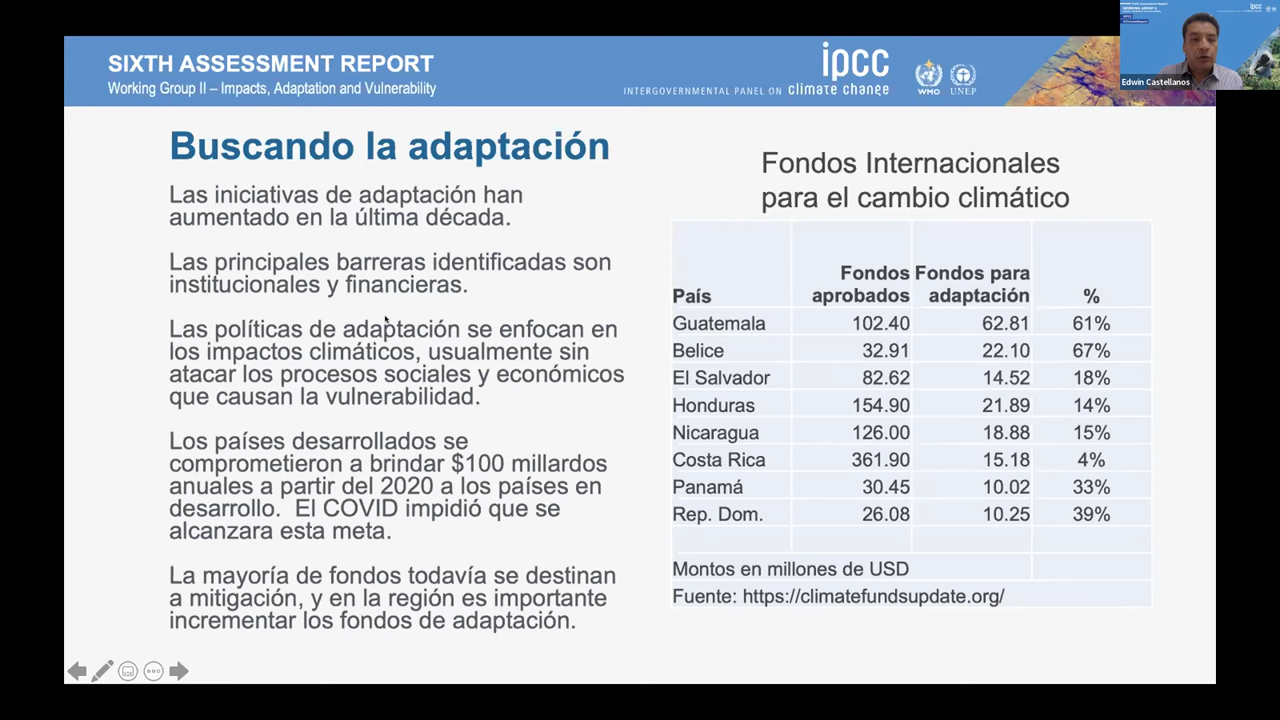 SIXTH ASSESSMENT REPORT
Working Group II – Impacts, Adaptation and Vulnerability
INTERGOVERNMENTAL PANEL ON climate change
ipcc
WMO
UNEP
Edwin Castellanos
Buscando la adaptación
Las iniciativas de adaptación han
aumentado en la última década.
Las principales barreras identificadas son
institucionales y financieras.
Las políticas de adaptación se enfocan en
los impactos climáticos, usualmente sin
atacar los procesos sociales y económicos
que causan la vulnerabilidad.
Los países desarrollados se
comprometieron a brindar $100 millardos
anuales a partir del 2020 a los países en
desarrollo. El COVID impidió que se
alcanzara esta meta.
La mayoría de fondos todavía se destinan
a mitigación, y en la región es importante
incrementar los fondos de adaptación.
Fondos Internacionales
para el cambio climático
País Fondos aprobados Fondos para adaptación %
Guatemala 102.40 62.81 61%
Belice 32.91 22.10 67%
El Salvador 82.62 14.52 18%
Honduras 154.90 21.89 14%
Nicaragua 126.00 18.88 15%
Costa Rica 361.90 15.18 4%
Panamá 30.45 10.02 33%
Rep. Dom. 26.08 10.25 39%
Montos en millones de USD
Fuente: https://climatefundsupdate.org/